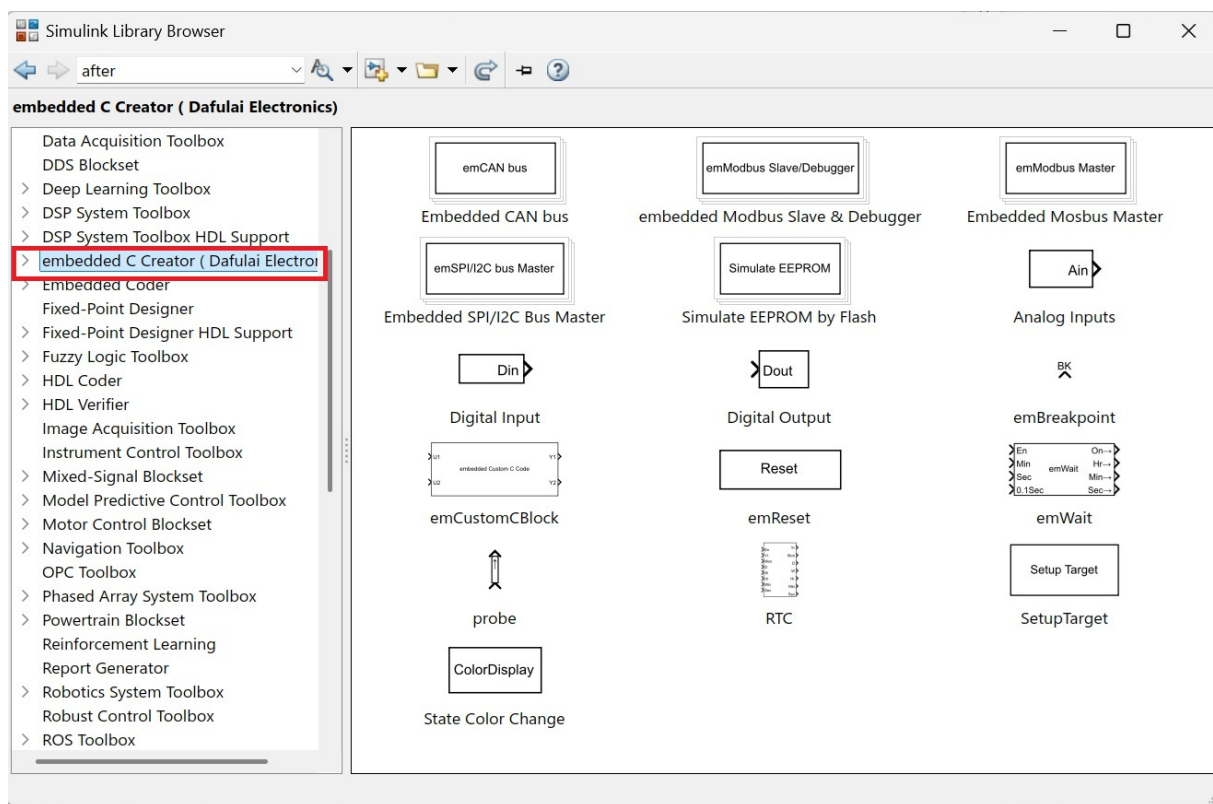 Simulink Library Browser
after
embedded C Creator ( Dafulai Electronics)
Data Acquisition Toolbox
DDS Blockset
Deep Learning Toolbox
DSP System Toolbox
DSP System Toolbox HDL Support
embedded C Creator ( Dafulai Electror
Embedded Coder
Fixed-Point Designer
Fixed-Point Designer HDL Support
Fuzzy Logic Toolbox
HDL Coder
HDL Verifier
Image Acquisition Toolbox
Instrument Control Toolbox
Mixed-Signal Blockset
Model Predictive Control Toolbox
Motor Control Blockset
Navigation Toolbox
OPC Toolbox
Phased Array System Toolbox
Powertrain Blockset
Reinforcement Learning
Report Generator
Robotics System Toolbox
Robust Control Toolbox
ROS Toolbox
emCAN bus
Embedded CAN bus
emModbus Slave/Debugger
embedded Modbus Slave & Debugger
emModbus Master
Embedded Mosbus Master
emSPI/I2C bus Master
Embedded SPI/I2C Bus Master
Simulate EEPROM
Simulate EEPROM by Flash
Ain
Analog Inputs
Din
Digital Input
Dout
Digital Output
BK
emBreakpoint
U1 Y1
embedded Custom C Code
U2 Y2
emCustomCBlock
Reset
emReset
En On→
Min Hr→
emWait
Sec Min→
0.1Sec Sec→
emWait
probe
RTC
Setup Target
SetupTarget
ColorDisplay
State Color Change